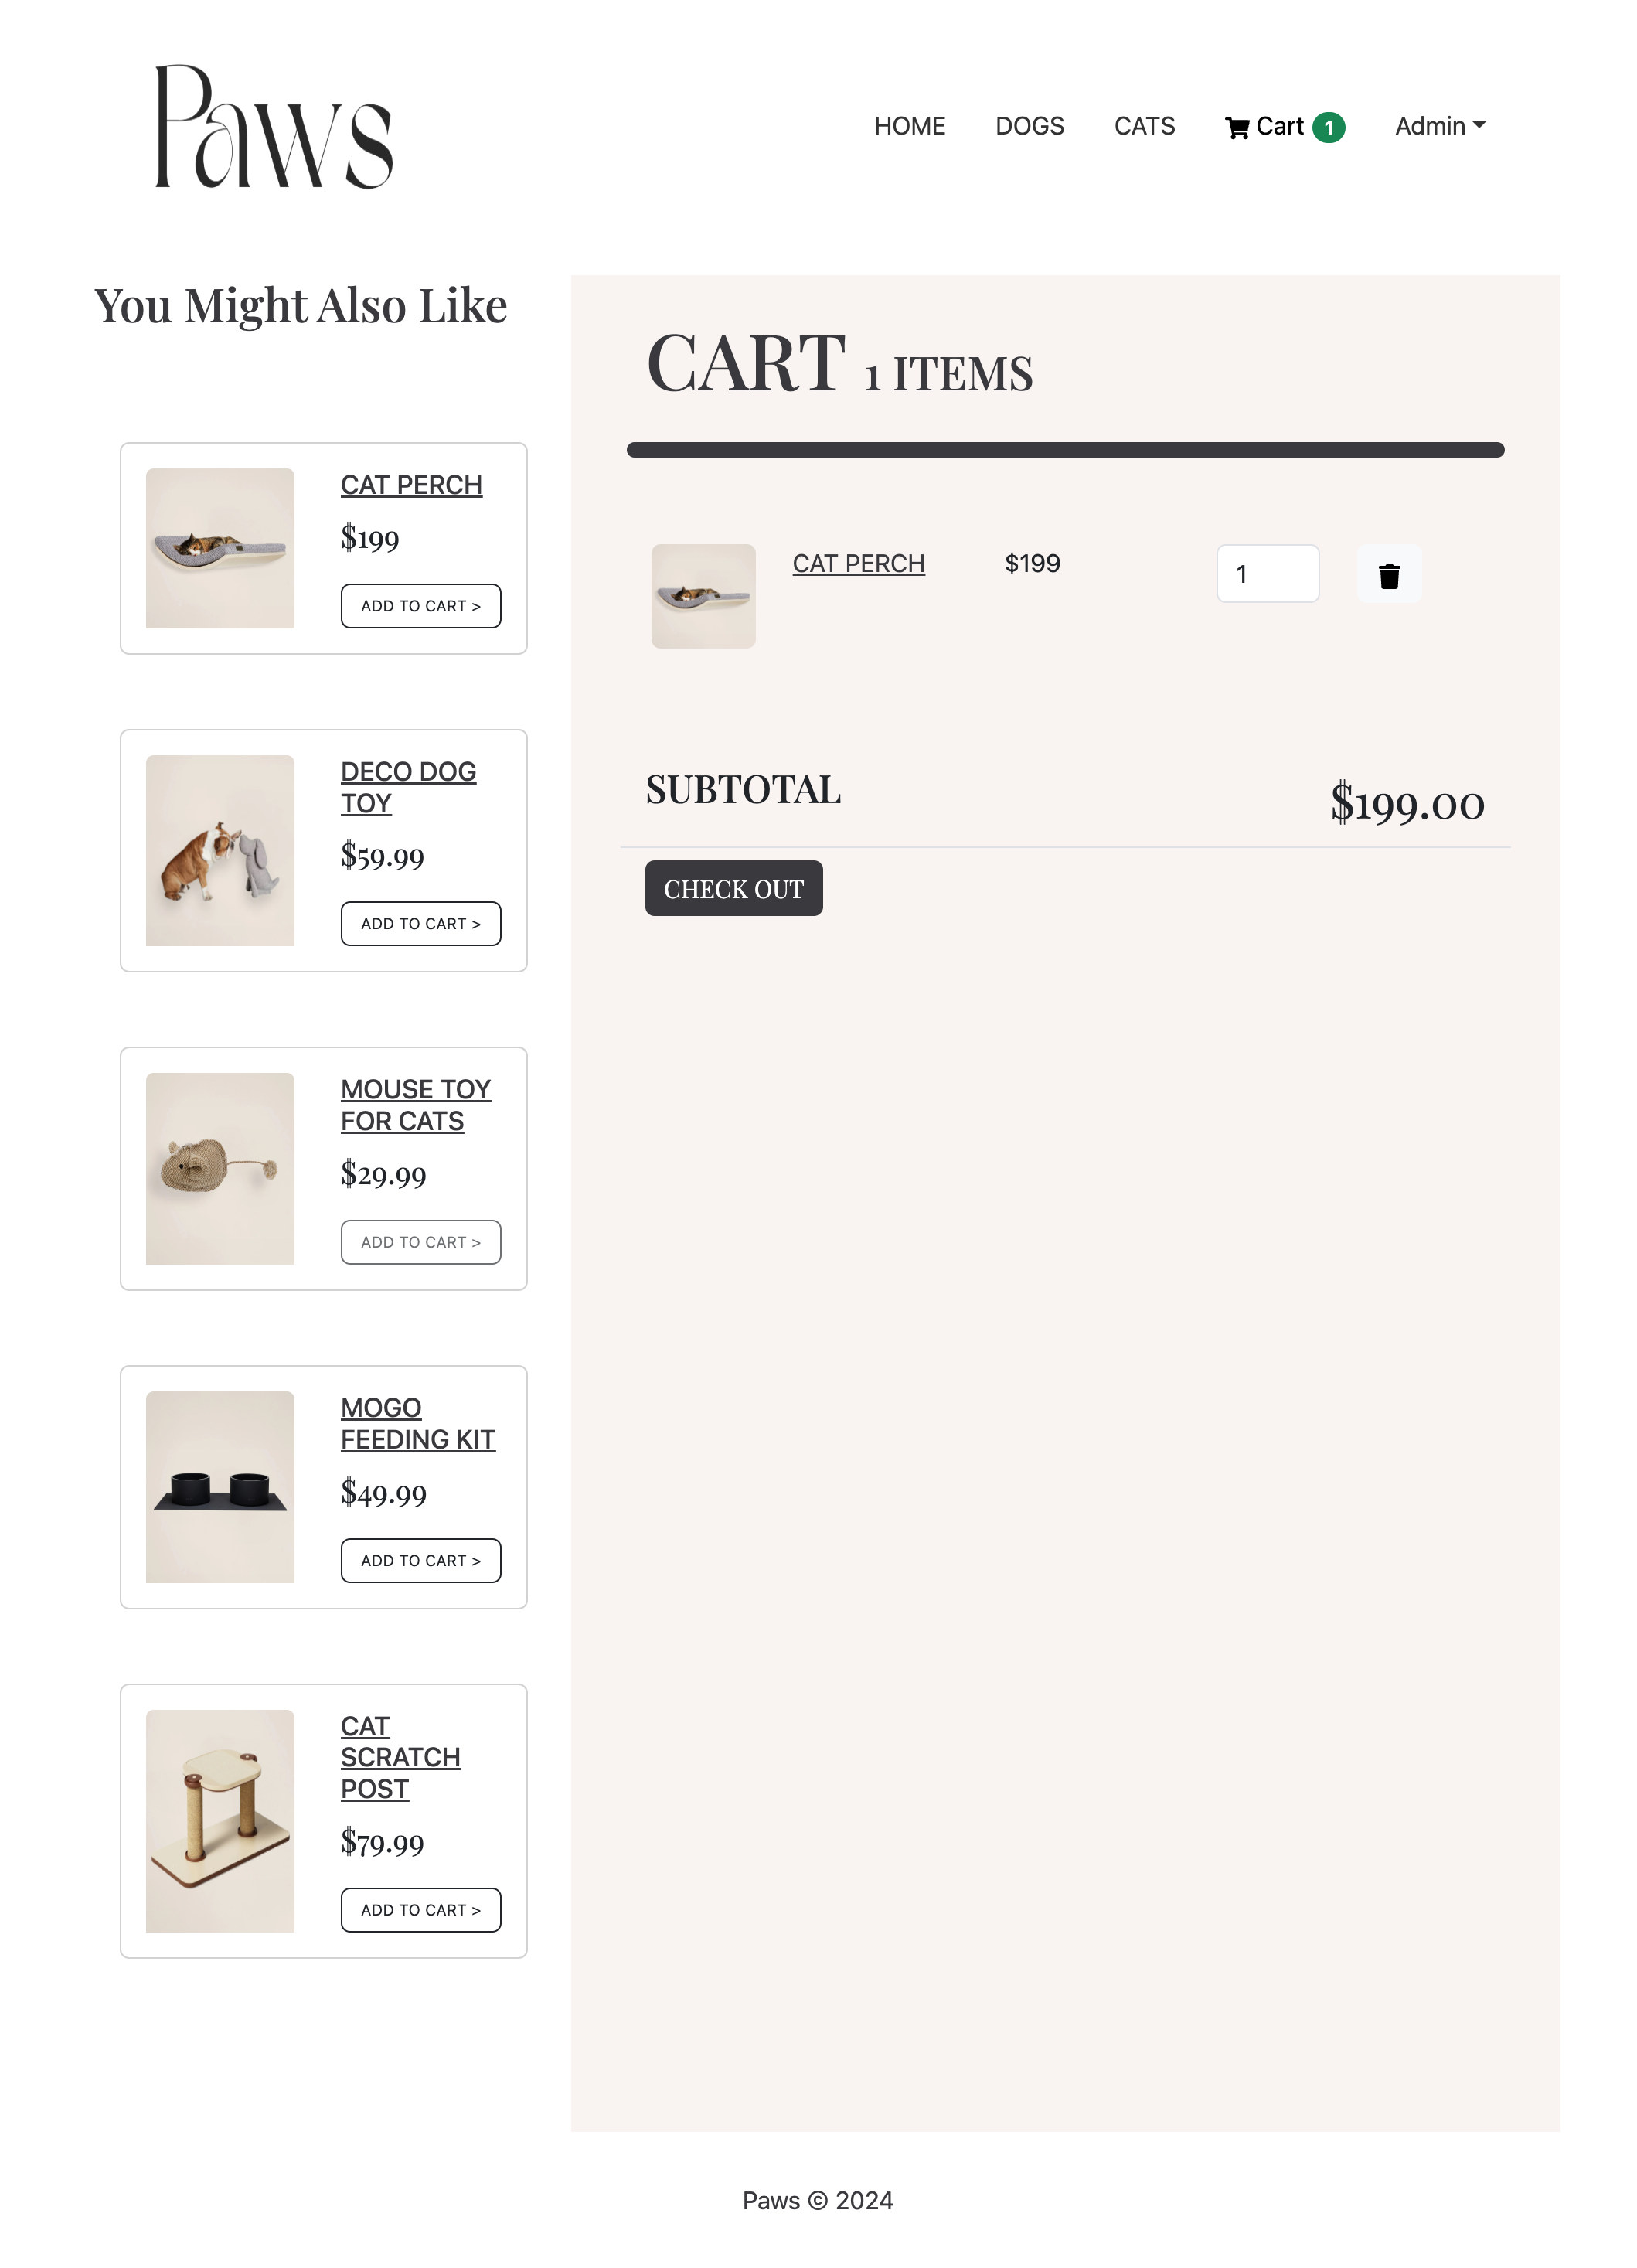 Paws
HOME DOGS CATS Cart 1 Admin
You Might Also Like
CAT PERCH
$199
ADD TO CART >
DECO DOG
TOY
$59.99
ADD TO CART >
MOUSE TOY
FOR CATS
$29.99
ADD TO CART >
MOGO
FEEDING KIT
$49.99
ADD TO CART >
CAT
SCRATCH
POST
$79.99
ADD TO CART >
CART 1 ITEMS
CAT PERCH $199 1
SUBTOTAL $199.00
CHECK OUT
Paws © 2024